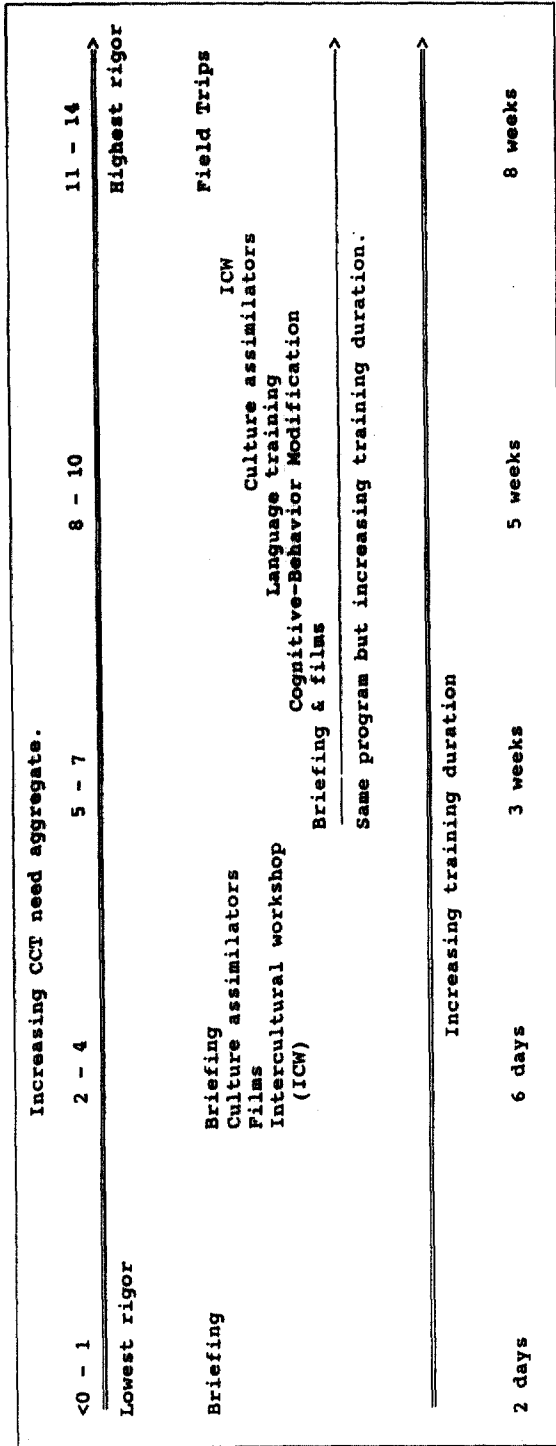 Increasing CCT need aggregate.
<0 - 1 2 - 4 5 - 7 8 - 10 11 - 14
Lowest rigor Highest rigor
Briefing Briefing Field Trips
Culture assimilators ICW
Films Culture assimilators
Intercultural workshop Language training
(ICW) Cognitive-Behavior Modification
Briefing & films
Same program but increasing training duration.
Increasing training duration
2 days 6 days 3 weeks 5 weeks 8 weeks